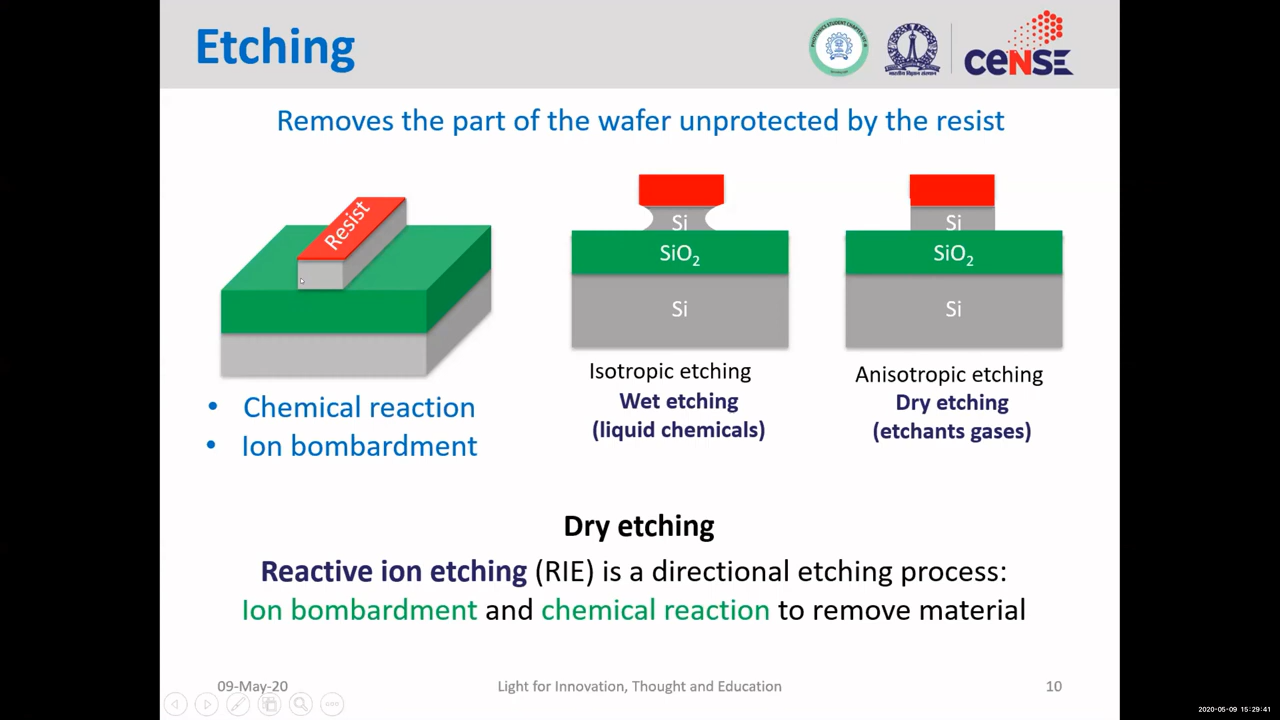 Etching
CeNSE
Removes the part of the wafer unprotected by the resist
Resist
Si
SiO₂
Si
Si
SiO₂
Si
Isotropic etching
Wet etching
(liquid chemicals)
Anisotropic etching
Dry etching
(etchants gases)
• Chemical reaction
• Ion bombardment
Dry etching
Reactive ion etching (RIE) is a directional etching process:
Ion bombardment and chemical reaction to remove material
09-May-20
Light for Innovation, Thought and Education
10
2020-05-09 15:29:41